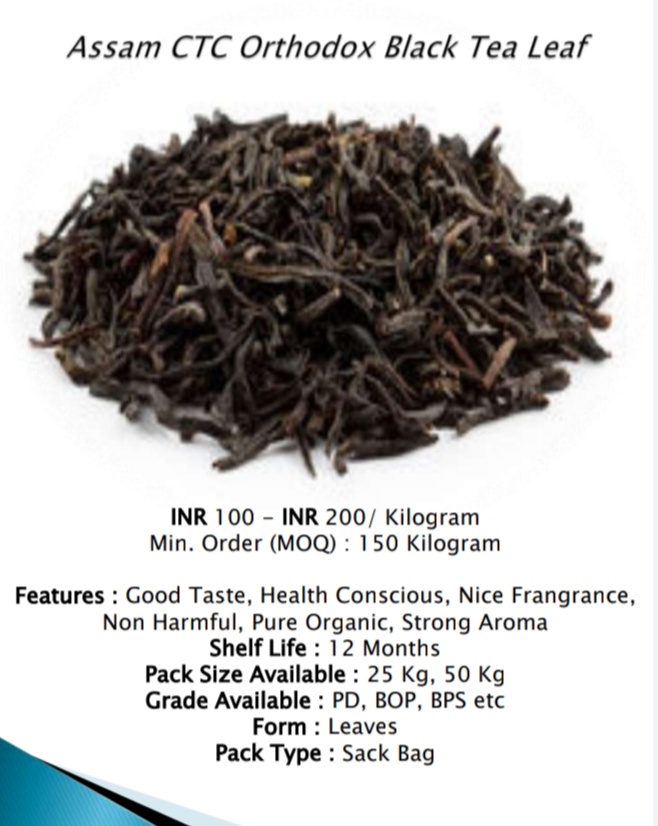 Assam CTC Orthodox Black Tea Leaf
INR 100 – INR 200/ Kilogram
Min. Order (MOQ) : 150 Kilogram
Features : Good Taste, Health Conscious, Nice Frangrance,
Non Harmful, Pure Organic, Strong Aroma
Shelf Life : 12 Months
Pack Size Available : 25 Kg, 50 Kg
Grade Available : PD, BOP, BPS etc
Form : Leaves
Pack Type : Sack Bag